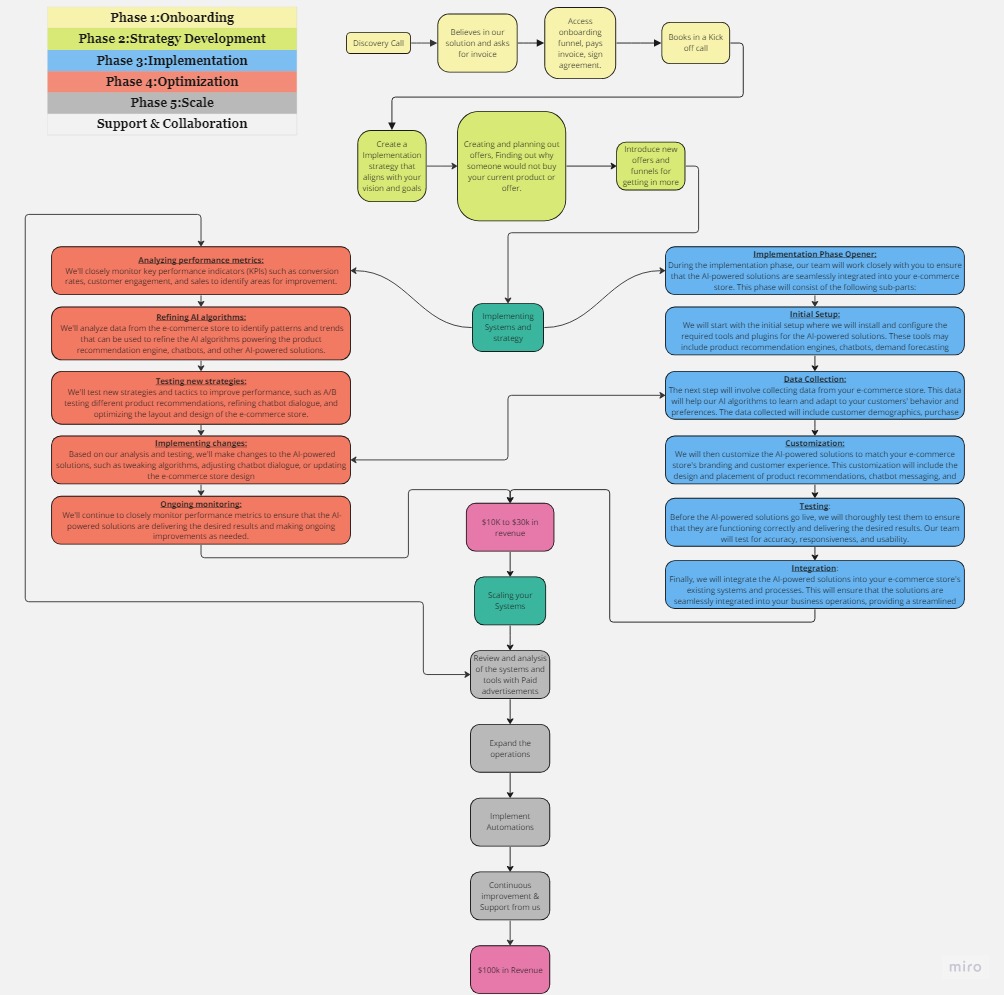 Phase 1:Onboarding
Phase 2:Strategy Development
Phase 3:Implementation
Phase 4:Optimization
Phase 5:Scale
Support & Collaboration
Discovery Call
Believes in our
solution and asks
for invoice
Access
onboarding
funnel, pays
invoice, sign
agreement.
Books in a Kick
off call
Create a
Implementation
strategy that
aligns with your
vision and goals
Creating and planning out
offers, Finding out why
someone would not buy
your current product or
offer.
Introduce new
offers and
funnels for
getting in more
Implementing
Systems and
strategy
Analyzing performance metrics:
We'll closely monitor key performance indicators (KPIs) such as conversion
rates, customer engagement, and sales to identify areas for improvement.
Refining AI algorithms:
We'll analyze data from the e-commerce store to identify patterns and trends
that can be used to refine the AI algorithms powering the product
recommendation engine, chatbots, and other AI-powered solutions.
Testing new strategies:
We'll test new strategies and tactics to improve performance, such as A/B
testing different product recommendations, refining chatbot dialogue, and
optimizing the layout and design of the e-commerce store.
Implementing changes:
Based on our analysis and testing, we'll make changes to the AI-powered
solutions, such as tweaking algorithms, adjusting chatbot dialogue, or updating
the e-commerce store design
Ongoing monitoring:
We'll continue to closely monitor performance metrics to ensure that the AI-
powered solutions are delivering the desired results and making ongoing
improvements as needed.
Implementation Phase Opener:
During the implementation phase, our team will work closely with you to ensure
that the AI-powered solutions are seamlessly integrated into your e-commerce
store. This phase will consist of the following sub-parts:
Initial Setup:
We will start with the initial setup where we will install and configure the
required tools and plugins for the AI-powered solutions. These tools may
include product recommendation engines, chatbots, demand forecasting
Data Collection:
The next step will involve collecting data from your e-commerce store. This data
will help our AI algorithms to learn and adapt to your customers' behavior and
preferences. The data collected will include customer demographics, purchase
Customization:
We will then customize the AI-powered solutions to match your e-commerce
store's branding and customer experience. This customization will include the
design and placement of product recommendations, chatbot messaging, and
Testing:
Before the AI-powered solutions go live, we will thoroughly test them to ensure
that they are functioning correctly and delivering the desired results. Our team
will test for accuracy, responsiveness, and usability.
Integration:
Finally, we will integrate the AI-powered solutions into your e-commerce store's
existing systems and processes. This will ensure that the solutions are
seamlessly integrated into your business operations, providing a streamlined
$10K to $30k in
revenue
Scaling your
Systems
Review and analysis
of the systems and
tools with Paid
advertisements
Expand the
operations
Implement
Automations
Continuous
improvement &
Support from us
$100k in Revenue
miro